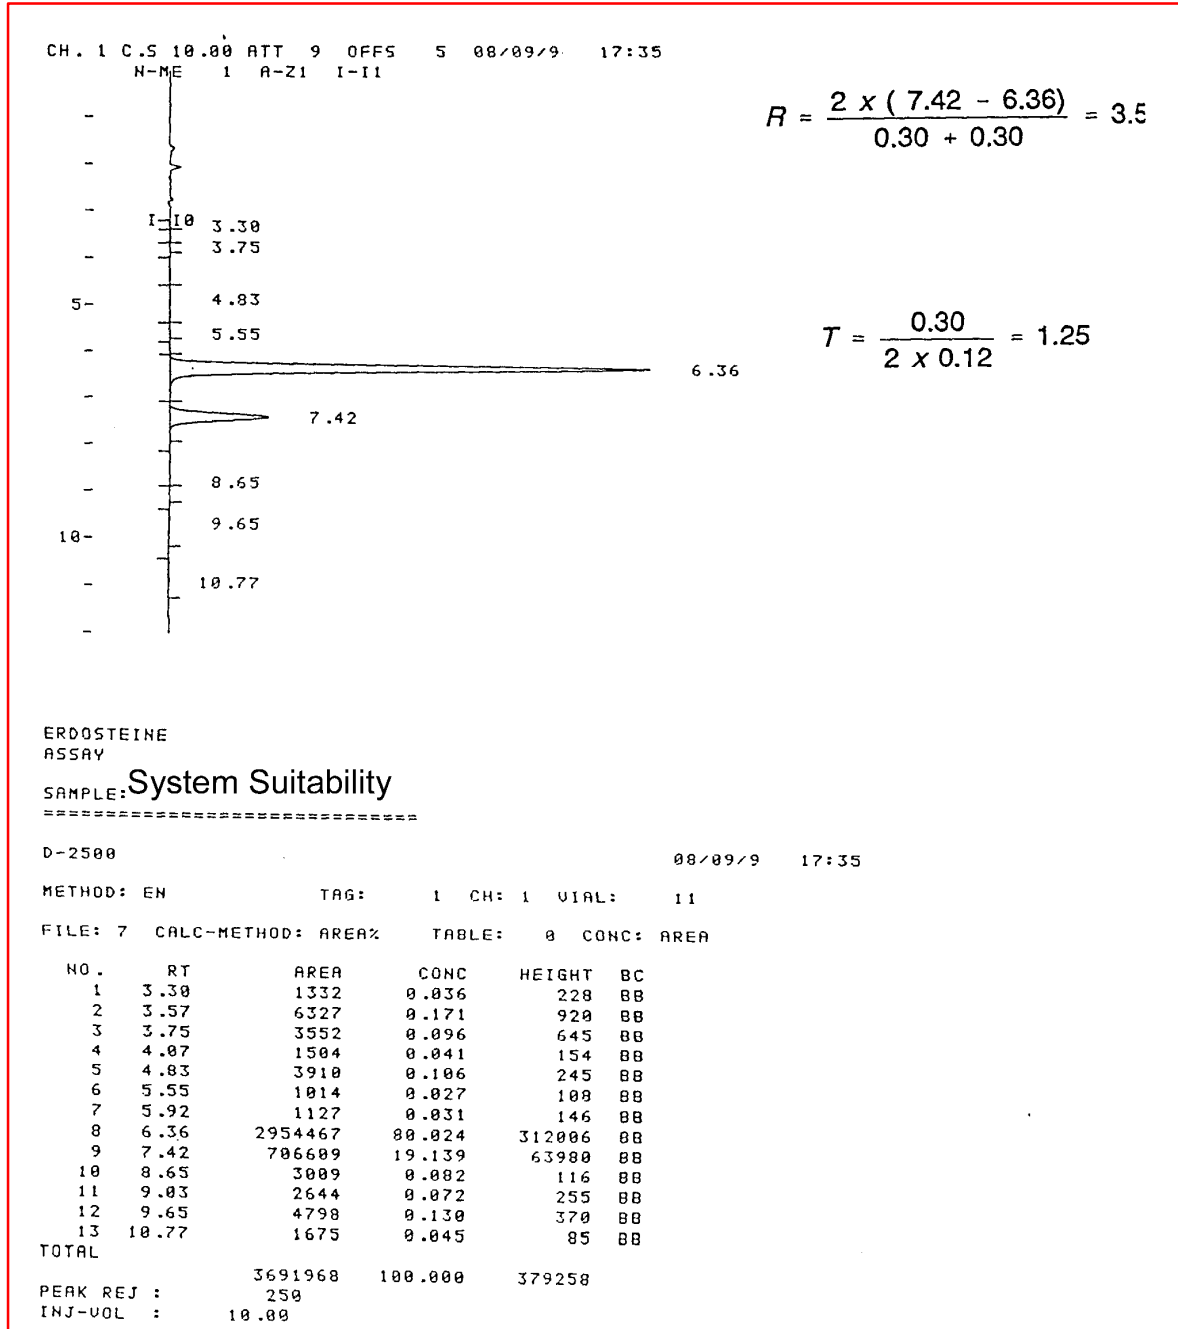 CH. 1 C.S 10.00 ATT 9 OFFS 5 08/09/9 17:35
N-ME 1 A-Z1 I-I1
R = 2 x ( 7.42 - 6.36) / 0.30 + 0.30 = 3.5
I-I0 3.30
3.75
5- 4.83
5.55
T = 0.30 / 2 x 0.12 = 1.25
6.36
7.42
8.65
9.65
10-
10.77
ERDOSTEINE
ASSAY
SAMPLE: System Suitability
==============================
D-2500 08/09/9 17:35
METHOD: EN TAG: 1 CH: 1 VIAL: 11
FILE: 7 CALC-METHOD: AREA% TABLE: 0 CONC: AREA
NO. RT AREA CONC HEIGHT BC
1 3.30 1332 0.036 228 BB
2 3.57 6327 0.171 920 BB
3 3.75 3552 0.096 645 BB
4 4.07 1504 0.041 154 BB
5 4.83 3910 0.106 245 BB
6 5.55 1014 0.027 108 BB
7 5.92 1127 0.031 146 BB
8 6.36 2954467 80.024 312006 BB
9 7.42 706609 19.139 63980 BB
10 8.65 3009 0.082 116 BB
11 9.03 2644 0.072 255 BB
12 9.65 4798 0.130 370 BB
13 10.77 1675 0.045 85 BB
TOTAL
3691968 100.000 379258
PEAK REJ : 250
INJ-VOL : 10.00